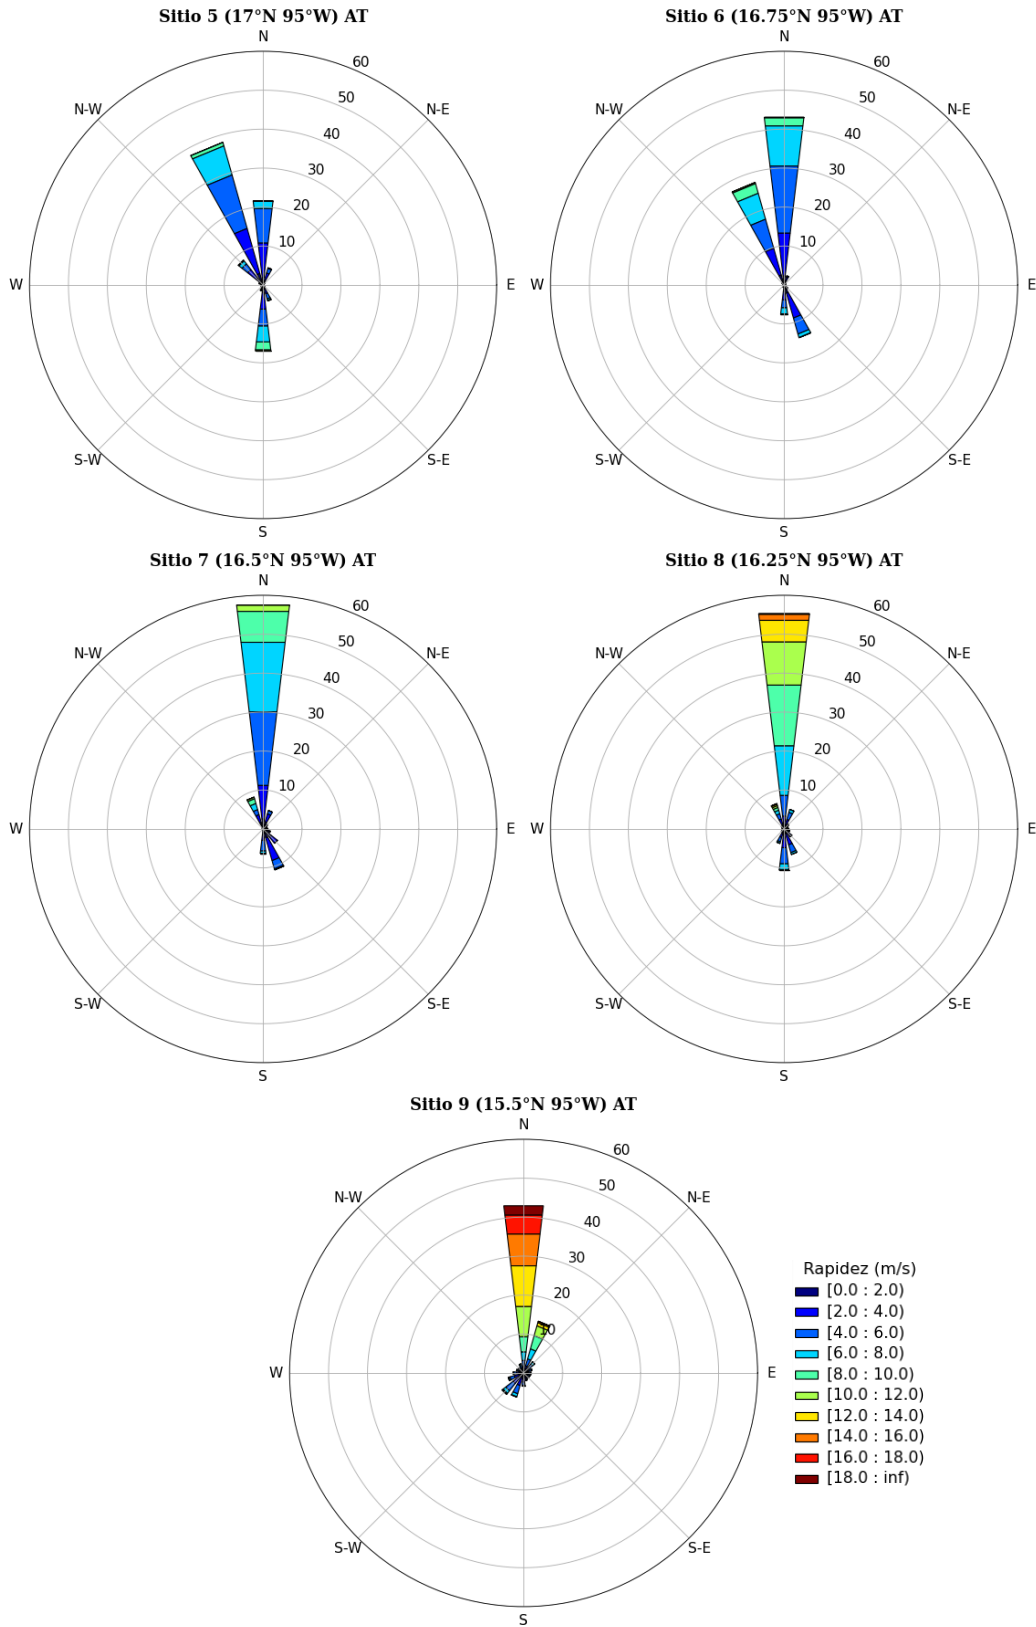 Sitio 5 (17°N 95°W) AT
N
N-E
E
S-E
S
S-W
W
N-W
10
20
30
40
50
60
Sitio 6 (16.75°N 95°W) AT
N
N-E
E
S-E
S
S-W
W
N-W
10
20
30
40
50
60
Sitio 7 (16.5°N 95°W) AT
N
N-E
E
S-E
S
S-W
W
N-W
10
20
30
40
50
60
Sitio 8 (16.25°N 95°W) AT
N
N-E
E
S-E
S
S-W
W
N-W
10
20
30
40
50
60
Sitio 9 (15.5°N 95°W) AT
N
N-E
E
S-E
S
S-W
W
N-W
10
20
30
40
50
60
Rapidez (m/s)
[0.0 : 2.0)
[2.0 : 4.0)
[4.0 : 6.0)
[6.0 : 8.0)
[8.0 : 10.0)
[10.0 : 12.0)
[12.0 : 14.0)
[14.0 : 16.0)
[16.0 : 18.0)
[18.0 : inf)